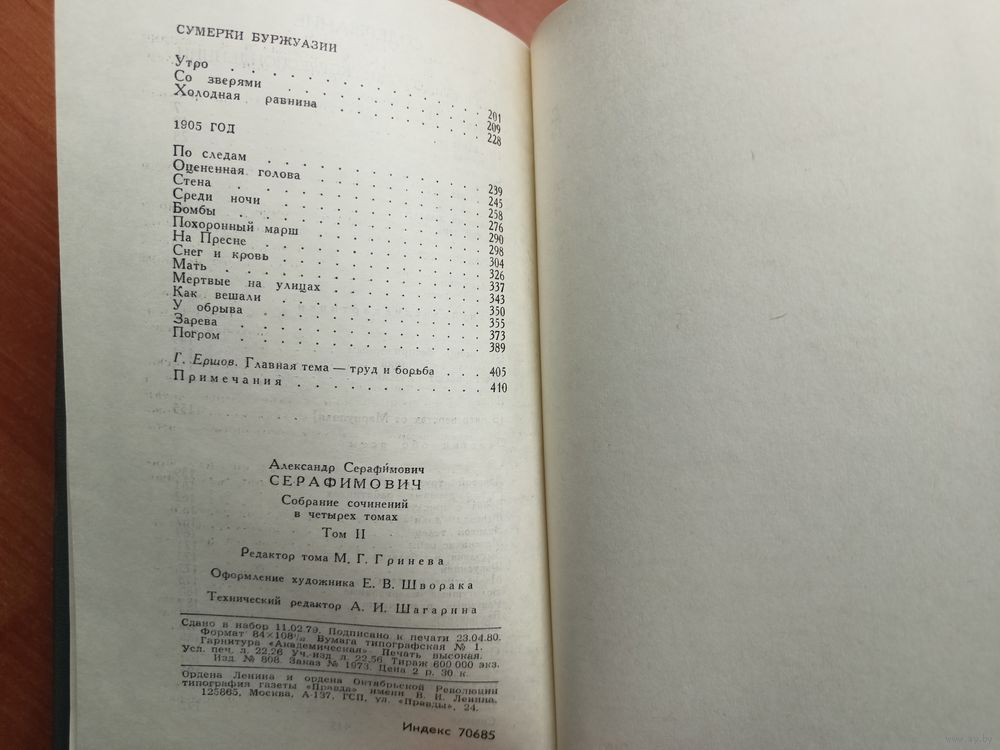 СУМЕРКИ БУРЖУАЗИИ
Утро . . . . . . . . . . . 201
Со зверями . . . . . . . . . . . 209
Холодная равнина . . . . . . . . . 228
1905 ГОД
По следам . . . . . . . . . . . 239
Оцененная голова . . . . . . . . . 245
Стена . . . . . . . . . . . 258
Среди ночи . . . . . . . . . . . 276
Бомбы . . . . . . . . . . . 290
Похоронный марш . . . . . . . . . 298
На Пресне . . . . . . . . . . . 304
Снег и кровь . . . . . . . . . . 326
Мать . . . . . . . . . . . 337
Мертвые на улицах . . . . . . . . 343
Как вешали . . . . . . . . . . 350
У обрыва . . . . . . . . . . . 355
Зарева . . . . . . . . . . . 373
Погром . . . . . . . . . . . 389
Г. Ершов. Главная тема — труд и борьба . . . 405
Примечания . . . . . . . . . . 410
Александр Серафимович
СЕРАФИМОВИЧ
Собрание сочинений
в четырех томах
Том II
Редактор тома М. Г. Гринева
Оформление художника Е. В. Шворака
Технический редактор А. И. Шагарина
Сдано в набор 11.02.79. Подписано к печати 23.04.80.
Формат 84×108¹/₃₂. Бумага типографская № 1.
Гарнитура «Академическая». Печать высокая.
Усл. печ. л. 22.26 Уч.-изд л. 22.56. Тираж 600 000 экз.
Изд. № 808. Заказ № 1973. Цена 2 р. 30 к.
Ордена Ленина и ордена Октябрьской Революции
типография газеты «Правда» имени В. И. Ленина.
125865, Москва, А-137, ГСП, ул. «Правды», 24.
Индекс 70685
www.ay.by